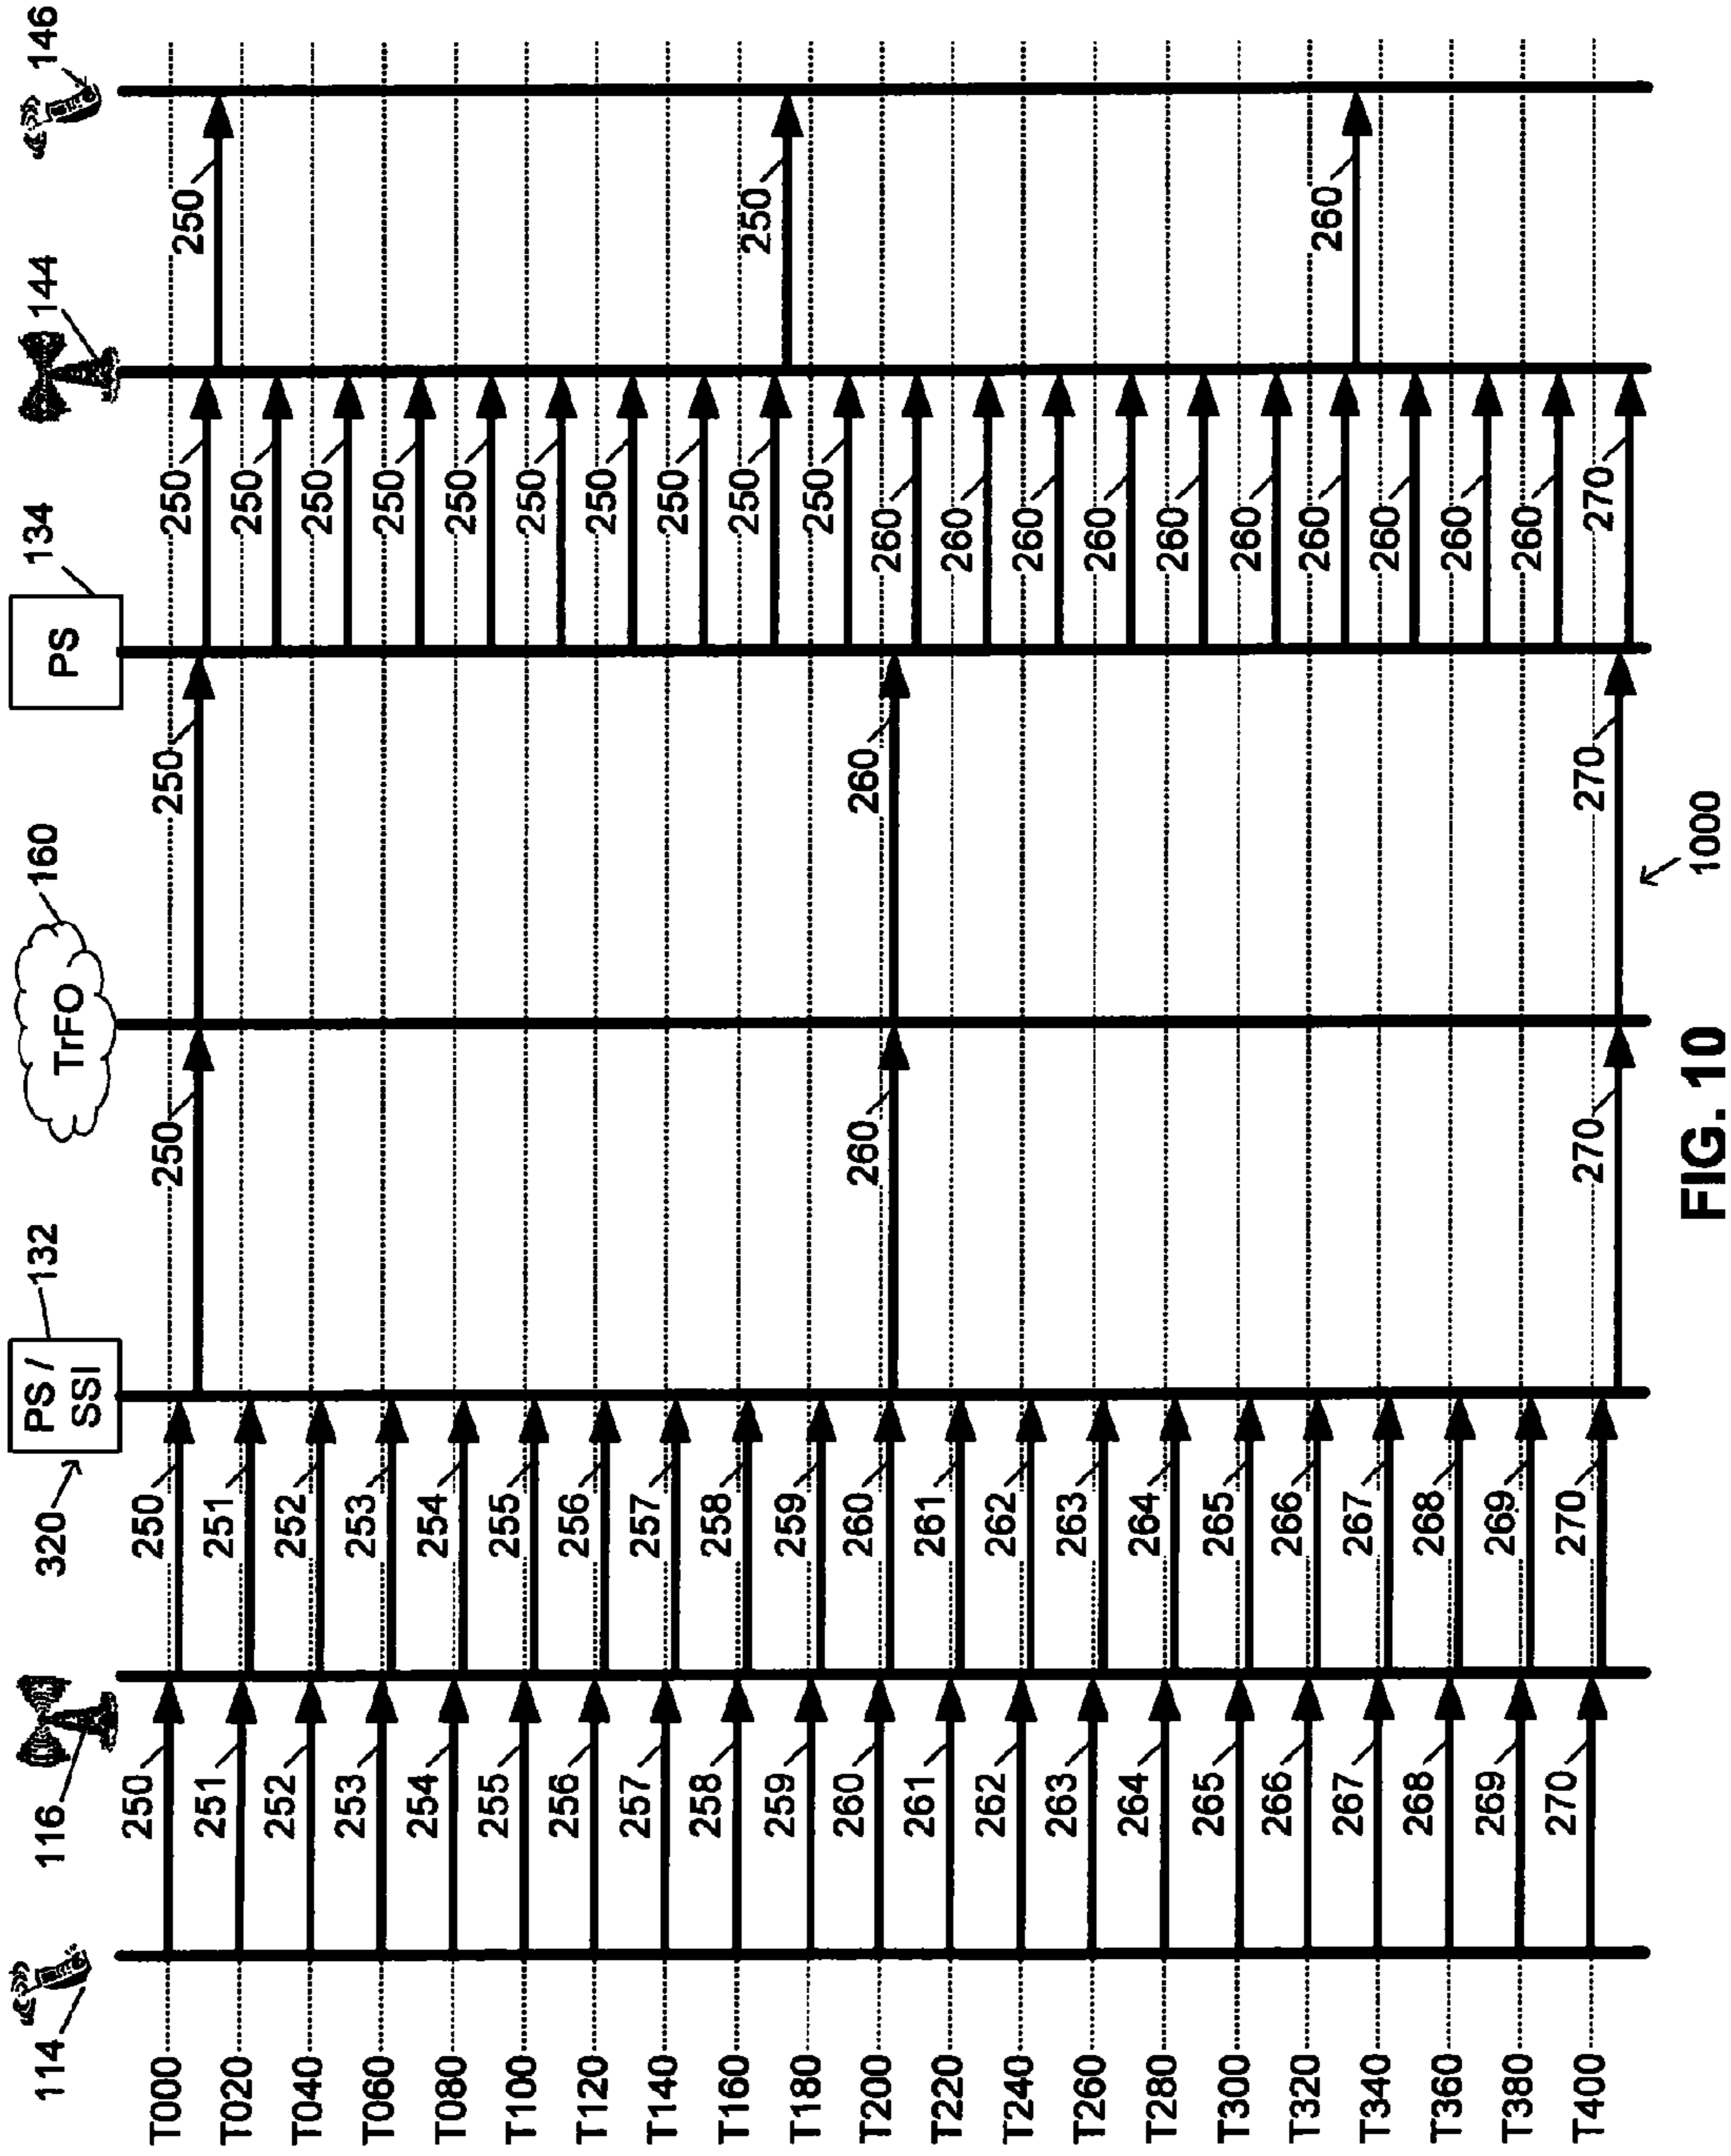 114 116 320 PS / SSI 132 TrFO 160 PS 134 144 146
T000 250 250 250 250 250 250
T020 251 251 250
T040 252 252 250
T060 253 253 250
T080 254 254 250
T100 255 255 250
T120 256 256 250
T140 257 257 250
T160 258 258 250 250
T180 259 259 250
T200 260 260 260 260 260
T220 261 261 260
T240 262 262 260
T260 263 263 260
T280 264 264 260
T300 265 265 260
T320 266 266 260 260
T340 267 267 260
T360 268 268 260
T380 269 269 260
T400 270 270 270 270 270
1000
FIG. 10